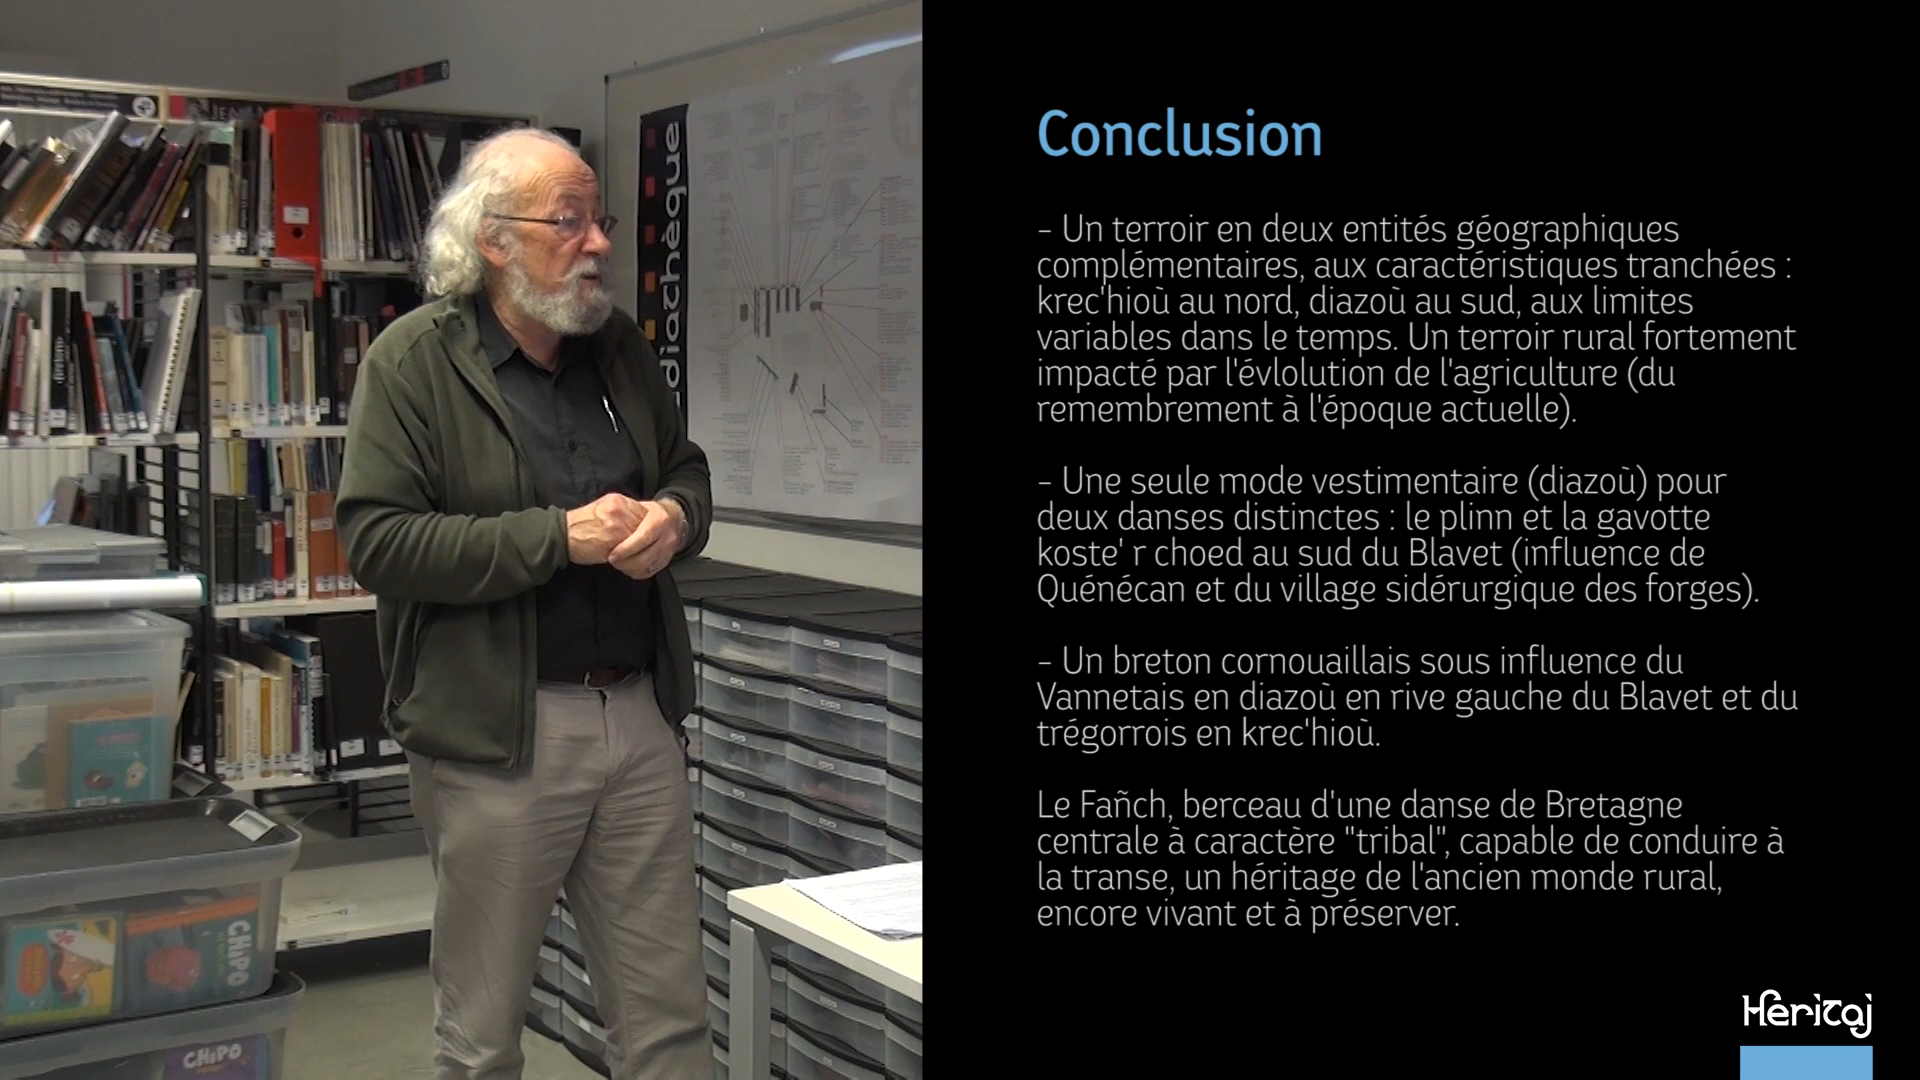 Conclusion
- Un terroir en deux entités géographiques
complémentaires, aux caractéristiques tranchées :
krec'hioù au nord, diazoù au sud, aux limites
variables dans le temps. Un terroir rural fortement
impacté par l'évlolution de l'agriculture (du
remembrement à l'époque actuelle).
- Une seule mode vestimentaire (diazoù) pour
deux danses distinctes : le plinn et la gavotte
koste' r choed au sud du Blavet (influence de
Quénécan et du village sidérurgique des forges).
- Un breton cornouaillais sous influence du
Vannetais en diazoù en rive gauche du Blavet et du
trégorrois en krec'hioù.
Le Fañch, berceau d'une danse de Bretagne
centrale à caractère "tribal", capable de conduire à
la transe, un héritage de l'ancien monde rural,
encore vivant et à préserver.
Heritaj
diathèque
CHiPO
CHiPO